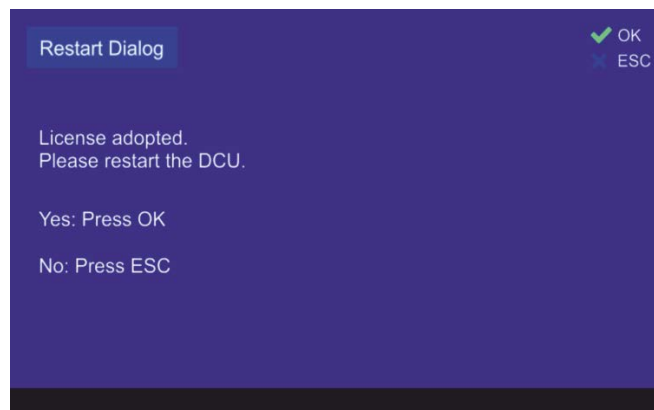 Restart Dialog
OK
ESC
License adopted.
Please restart the DCU.
Yes: Press OK
No: Press ESC